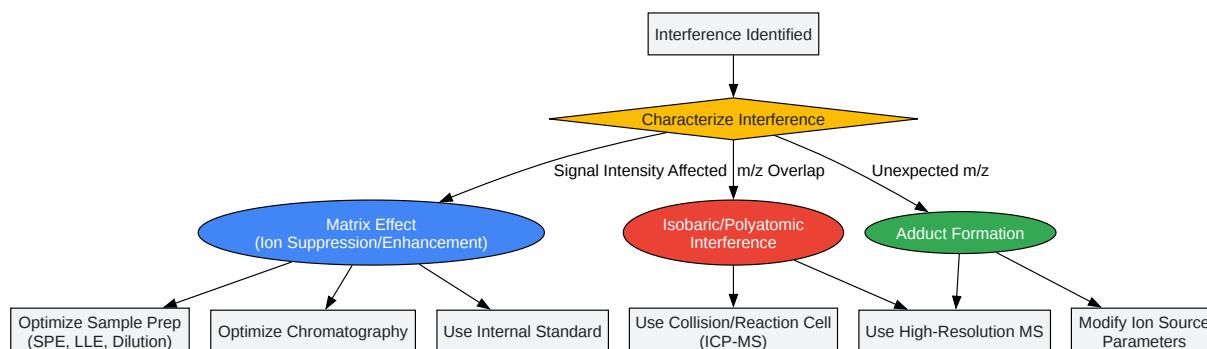 Interference Identified
Characterize Interference
Signal Intensity Affected
m/z Overlap
Unexpected m/z
Matrix Effect
(Ion Suppression/Enhancement)
Isobaric/Polyatomic
Interference
Adduct Formation
Optimize Sample Prep
(SPE, LLE, Dilution)
Optimize Chromatography
Use Internal Standard
Use Collision/Reaction Cell
(ICP-MS)
Use High-Resolution MS
Modify Ion Source
Parameters